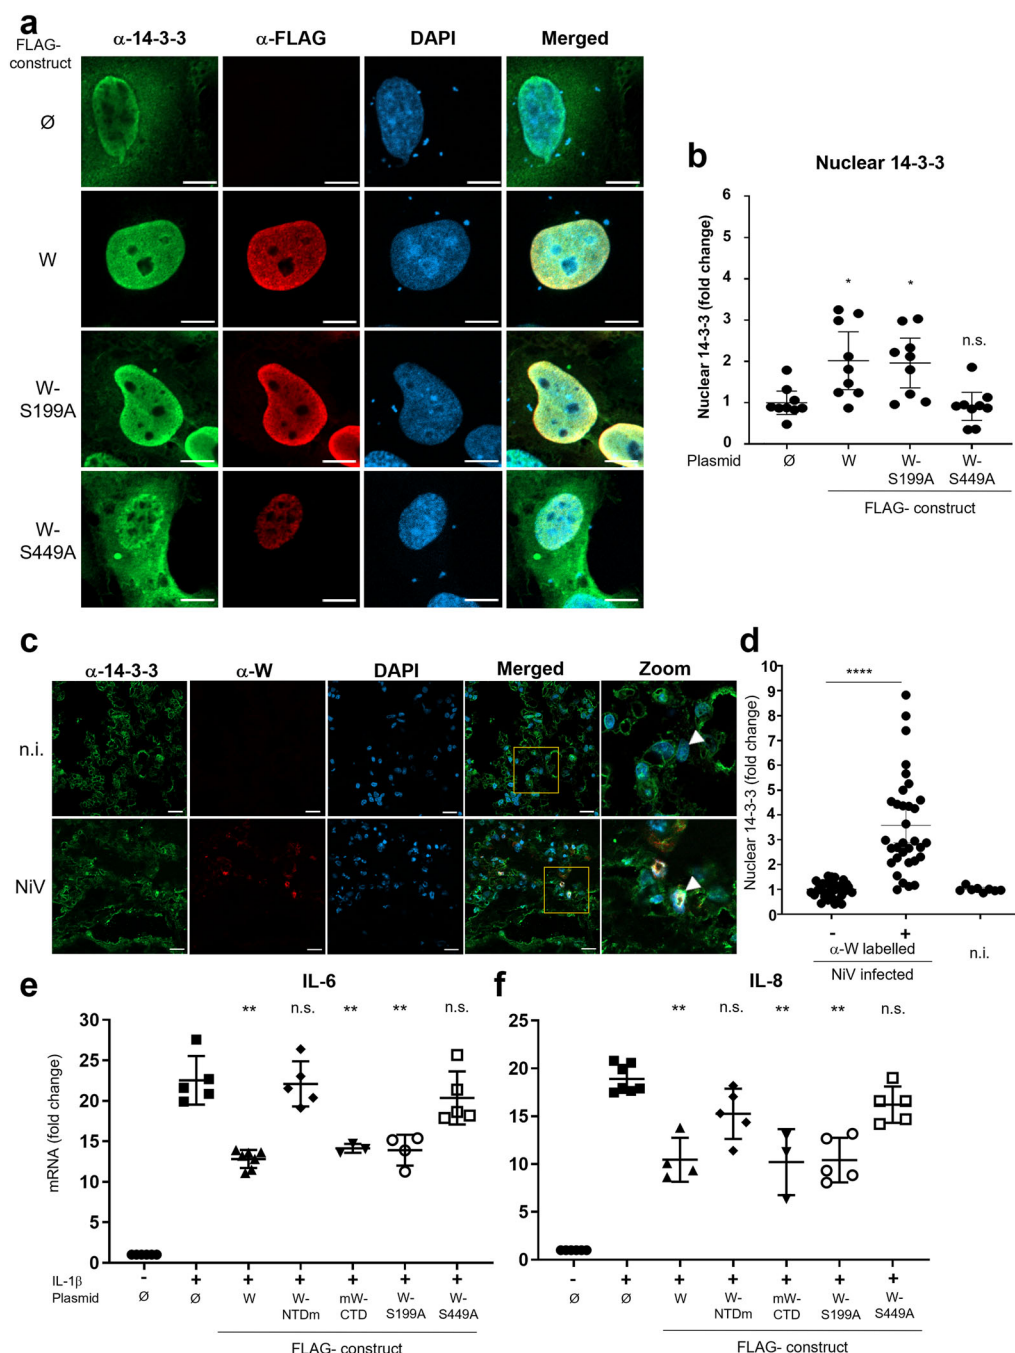 a
FLAG-
construct
α-14-3-3 α-FLAG DAPI Merged
Ø
W
W-
S199A
W-
S449A
b
Nuclear 14-3-3
Nuclear 14-3-3 (fold change)
6
5
4
3
2
1
0
* * n.s.
Plasmid Ø W W- W-
S199A S449A
FLAG- construct
c
α-14-3-3 α-W DAPI Merged Zoom
n.i.
NiV
d
Nuclear 14-3-3 (fold change)
10
9
8
7
6
5
4
3
2
1
0
****
- +
α-W labelled
NiV infected
n.i.
e
IL-6
** n.s. ** ** n.s.
mRNA (fold change)
30
25
20
15
10
5
0
IL-1β - + + + + + +
Plasmid Ø Ø W W- mW- W- W-
NTDm CTD S199A S449A
FLAG- construct
f
IL-8
** n.s. ** ** n.s.
25
20
15
10
5
0
- + + + + + +
Ø Ø W W- mW- W- W-
NTDm CTD S199A S449A
FLAG- construct